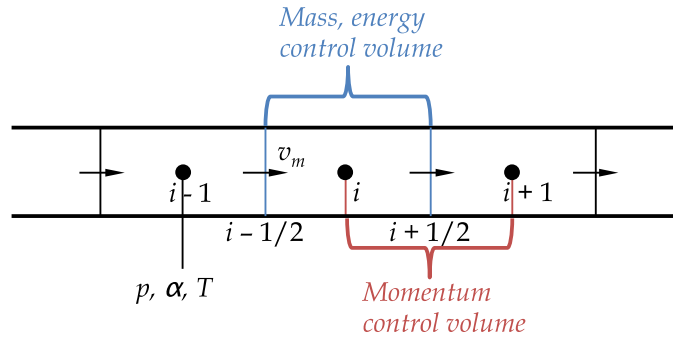 Mass, energy
control volume
v_m
i - 1
i
i + 1
i – 1/2
i + 1/2
p, α, T
Momentum
control volume